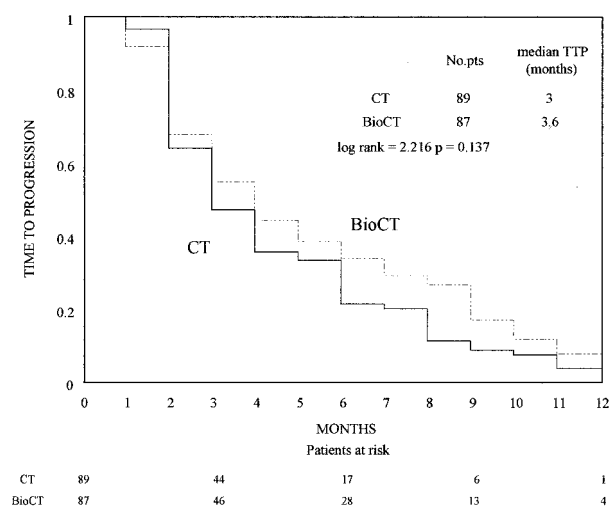 1
0.8
0.6
0.4
0.2
0
TIME TO PROGRESSION
No.pts median TTP
(months)
CT 89 3
BioCT 87 3,6
log rank = 2.216 p = 0.137
BioCT
CT
0 1 2 3 4 5 6 7 8 9 10 11 12
MONTHS
Patients at risk
CT 89 44 17 6 1
BioCT 87 46 28 13 4